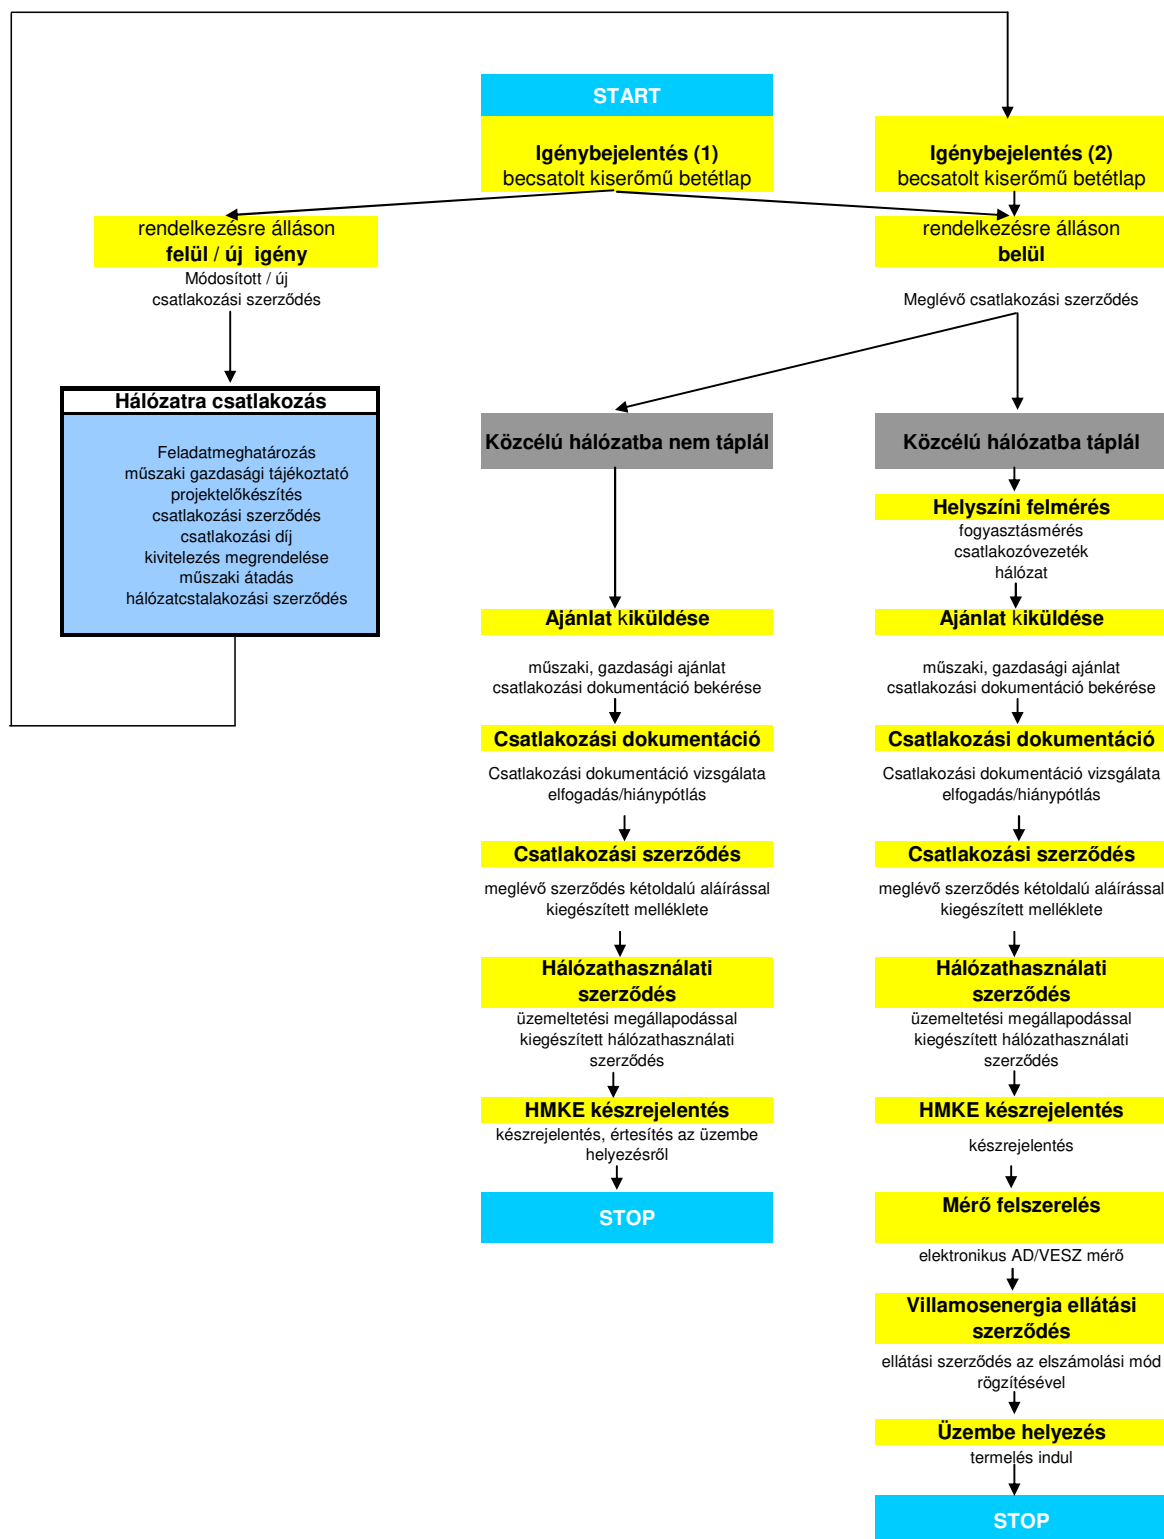 START
Igénybejelentés (1)
becsatolt kiserőmű betétlap
Igénybejelentés (2)
becsatolt kiserőmű betétlap
rendelkezésre álláson
felül / új igény
Módosított / új
csatlakozási szerződés
rendelkezésre álláson
belül
Meglévő csatlakozási szerződés
Hálózatra csatlakozás
Feladatmeghatározás
műszaki gazdasági tájékoztató
projektelőkészítés
csatlakozási szerződés
csatlakozási díj
kivitelezés megrendelése
műszaki átadás
hálózatcstalakozási szerződés
Közcélú hálózatba nem táplál
Ajánlat kiküldése
műszaki, gazdasági ajánlat
csatlakozási dokumentáció bekérése
Csatlakozási dokumentáció
Csatlakozási dokumentáció vizsgálata
elfogadás/hiánypótlás
Csatlakozási szerződés
meglévő szerződés kétoldalú aláírással
kiegészített melléklete
Hálózathasználati
szerződés
üzemeltetési megállapodással
kiegészített hálózathasználati
szerződés
HMKE készrejelentés
készrejelentés, értesítés az üzembe
helyezésről
STOP
Közcélú hálózatba táplál
Helyszíni felmérés
fogyasztásmérés
csatlakozóvezeték
hálózat
Ajánlat kiküldése
műszaki, gazdasági ajánlat
csatlakozási dokumentáció bekérése
Csatlakozási dokumentáció
Csatlakozási dokumentáció vizsgálata
elfogadás/hiánypótlás
Csatlakozási szerződés
meglévő szerződés kétoldalú aláírással
kiegészített melléklete
Hálózathasználati
szerződés
üzemeltetési megállapodással
kiegészített hálózathasználati
szerződés
HMKE készrejelentés
készrejelentés
Mérő felszerelés
elektronikus AD/VESZ mérő
Villamosenergia ellátási
szerződés
ellátási szerződés az elszámolási mód
rögzítésével
Üzembe helyezés
termelés indul
STOP